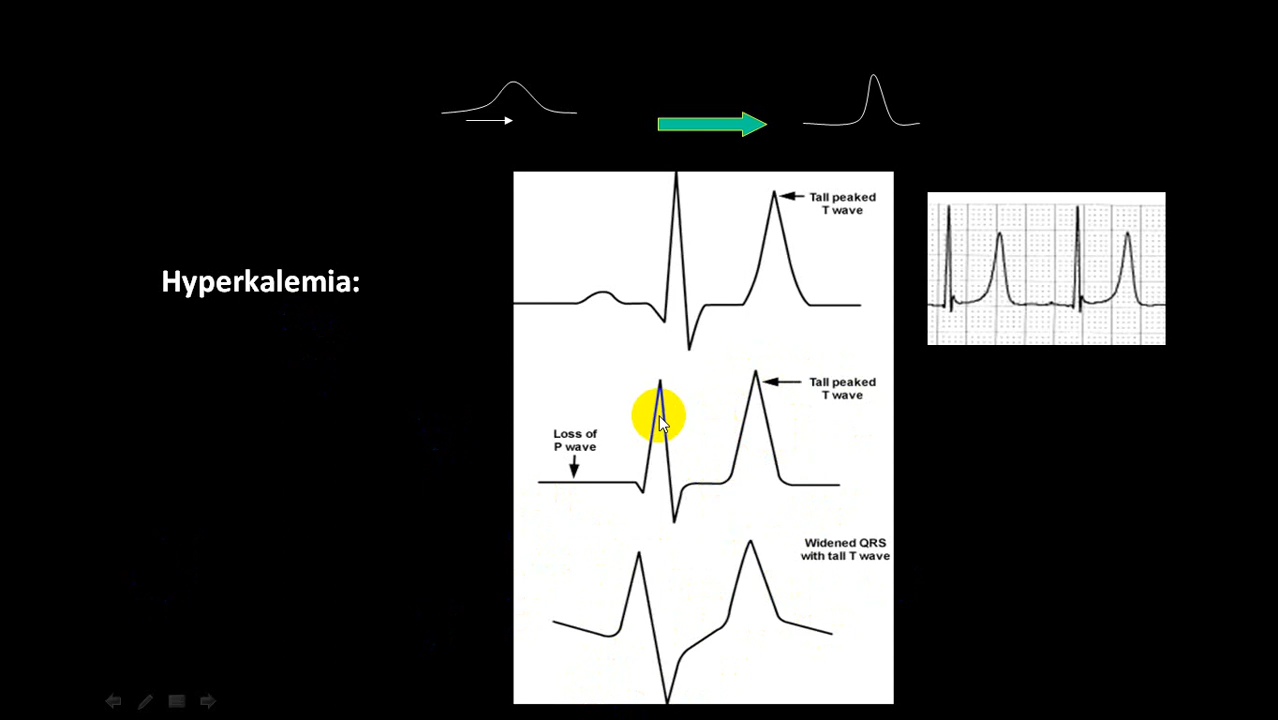 Tall peaked
T wave
Hyperkalemia:
Tall peaked
T wave
Loss of
P wave
Widened QRS
with tall T wave